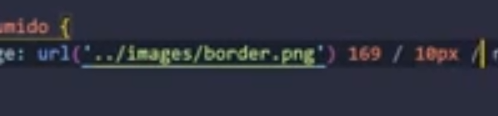 umido {
ge: url('../images/border.png') 169 / 10px /